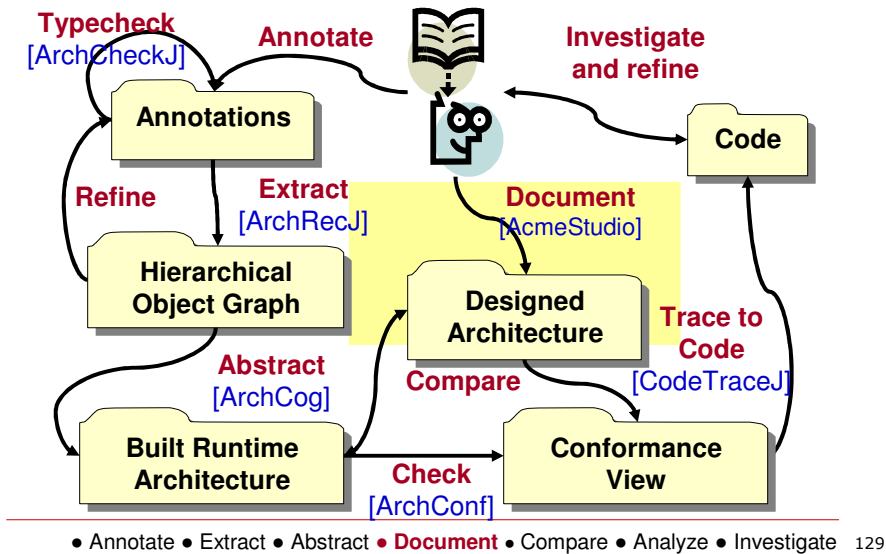 Typecheck
[ArchCheckJ]
Annotate
Investigate
and refine
Annotations
Code
Refine
Extract
[ArchRecJ]
Document
[AcmeStudio]
Hierarchical
Object Graph
Designed
Architecture
Trace to
Code
[CodeTraceJ]
Abstract
[ArchCog]
Compare
Built Runtime
Architecture
Conformance
View
Check
[ArchConf]
● Annotate ● Extract ● Abstract ● Document ● Compare ● Analyze ● Investigate 129